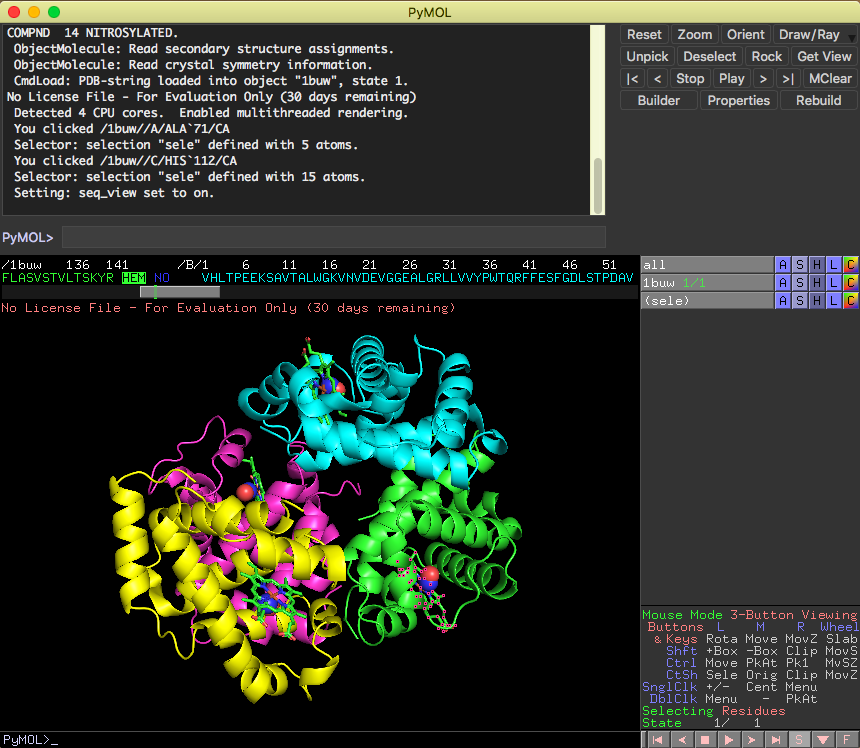 PyMOL
COMPND  14 NITROSYLATED.
ObjectMolecule: Read secondary structure assignments.
ObjectMolecule: Read crystal symmetry information.
CmdLoad: PDB-string loaded into object "1buw", state 1.
No License File - For Evaluation Only (30 days remaining)
Detected 4 CPU cores.  Enabled multithreaded rendering.
You clicked /1buw//A/ALA`71/CA
Selector: selection "sele" defined with 5 atoms.
You clicked /1buw//C/HIS`112/CA
Selector: selection "sele" defined with 15 atoms.
Setting: seq_view set to on.
PyMOL>
Reset Zoom Orient Draw/Ray
Unpick Deselect Rock Get View
|< < Stop Play > >| MClear
Builder Properties Rebuild
/1buw 136 141 /B/1 6 11 16 21 26 31 36 41 46 51
FLASVSTVLTSKYR HEM NO VHLTPEEKSAVTALWGKVNVDEVGGEALGRLLVVYPWTQRFFESFGDLSTPDAV
No License File - For Evaluation Only (30 days remaining)
all A S H L C
1buw 1/1 A S H L C
(sele) A S H L C
Mouse Mode 3-Button Viewing
Buttons L M R Wheel
& Keys Rota Move MovZ Slab
Shft +Box -Box Clip MovS
Ctrl Move PkAt Pk1 MvSZ
CtSh Sele Orig Clip MovZ
SnglClk +/- Cent Menu
DblClk Menu - PkAt
Selecting Residues
State 1/ 1
PyMOL>_
S F